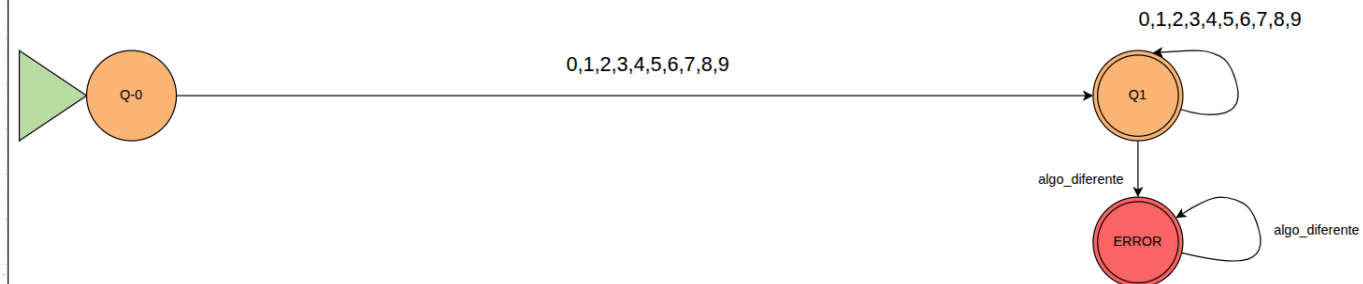 0,1,2,3,4,5,6,7,8,9
0,1,2,3,4,5,6,7,8,9
Q-0
Q1
algo_diferente
algo_diferente
ERROR